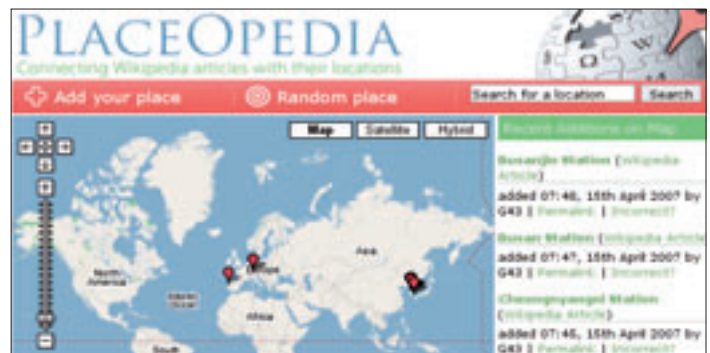 PLACEOPEDIA
Connecting Wikipedia articles with their locations
Add your place
Random place
Search for a location
Search
Map
Satellite
Hybrid
North
America
Atlantic
Ocean
Europe
Africa
Asia
South
Recent Additions on Map
Busanjin Station (Wikipedia
Article)
added 07:48, 15th April 2007 by
G43 | Permalink | Incorrect?
Busan Station (Wikipedia Article)
added 07:47, 15th April 2007 by
G43 | Permalink | Incorrect?
Cheongnyangni Station
(Wikipedia Article)
added 07:45, 15th April 2007 by
G43 | Permalink | Incorrect?